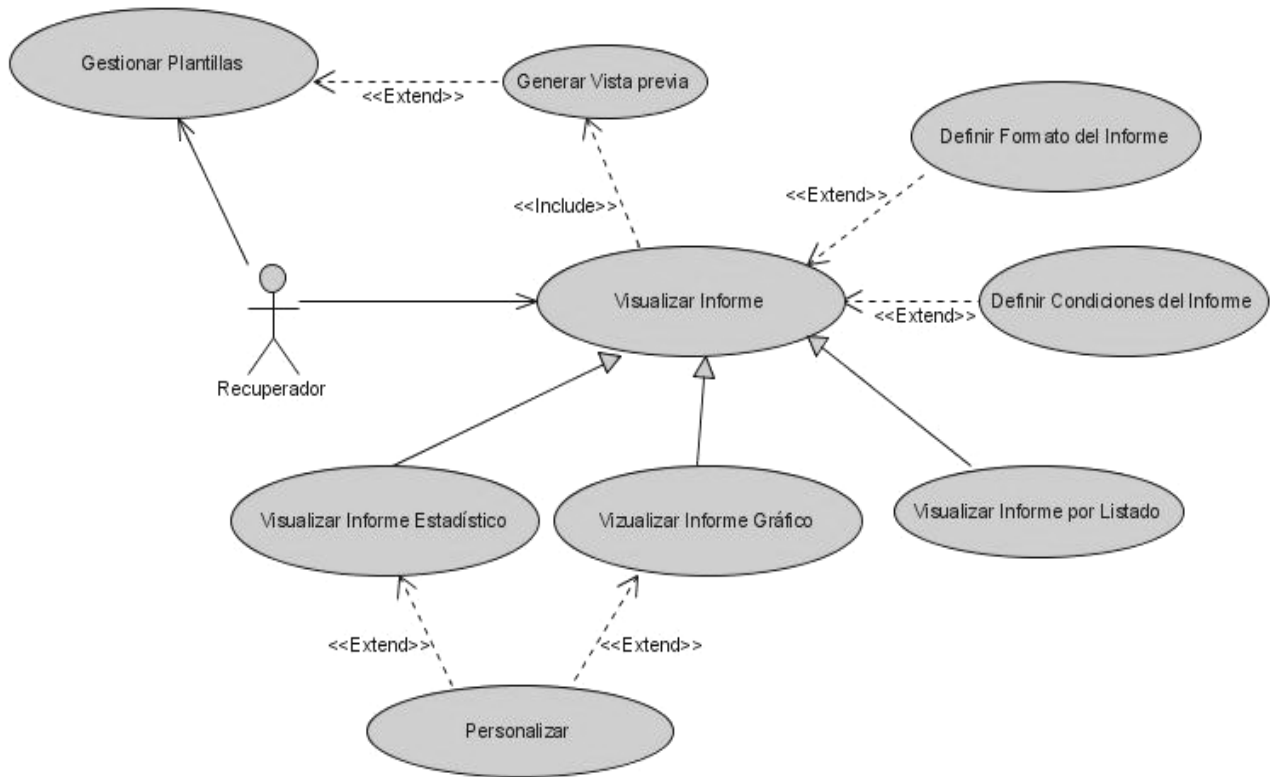 Gestionar Plantillas
Generar Vista previa
<<Extend>>
Definir Formato del Informe
<<Extend>>
<<Include>>
Visualizar Informe
Definir Condiciones del Informe
<<Extend>>
Recuperador
Visualizar Informe Estadístico
Vizualizar Informe Gráfico
Visualizar Informe por Listado
<<Extend>>
<<Extend>>
Personalizar